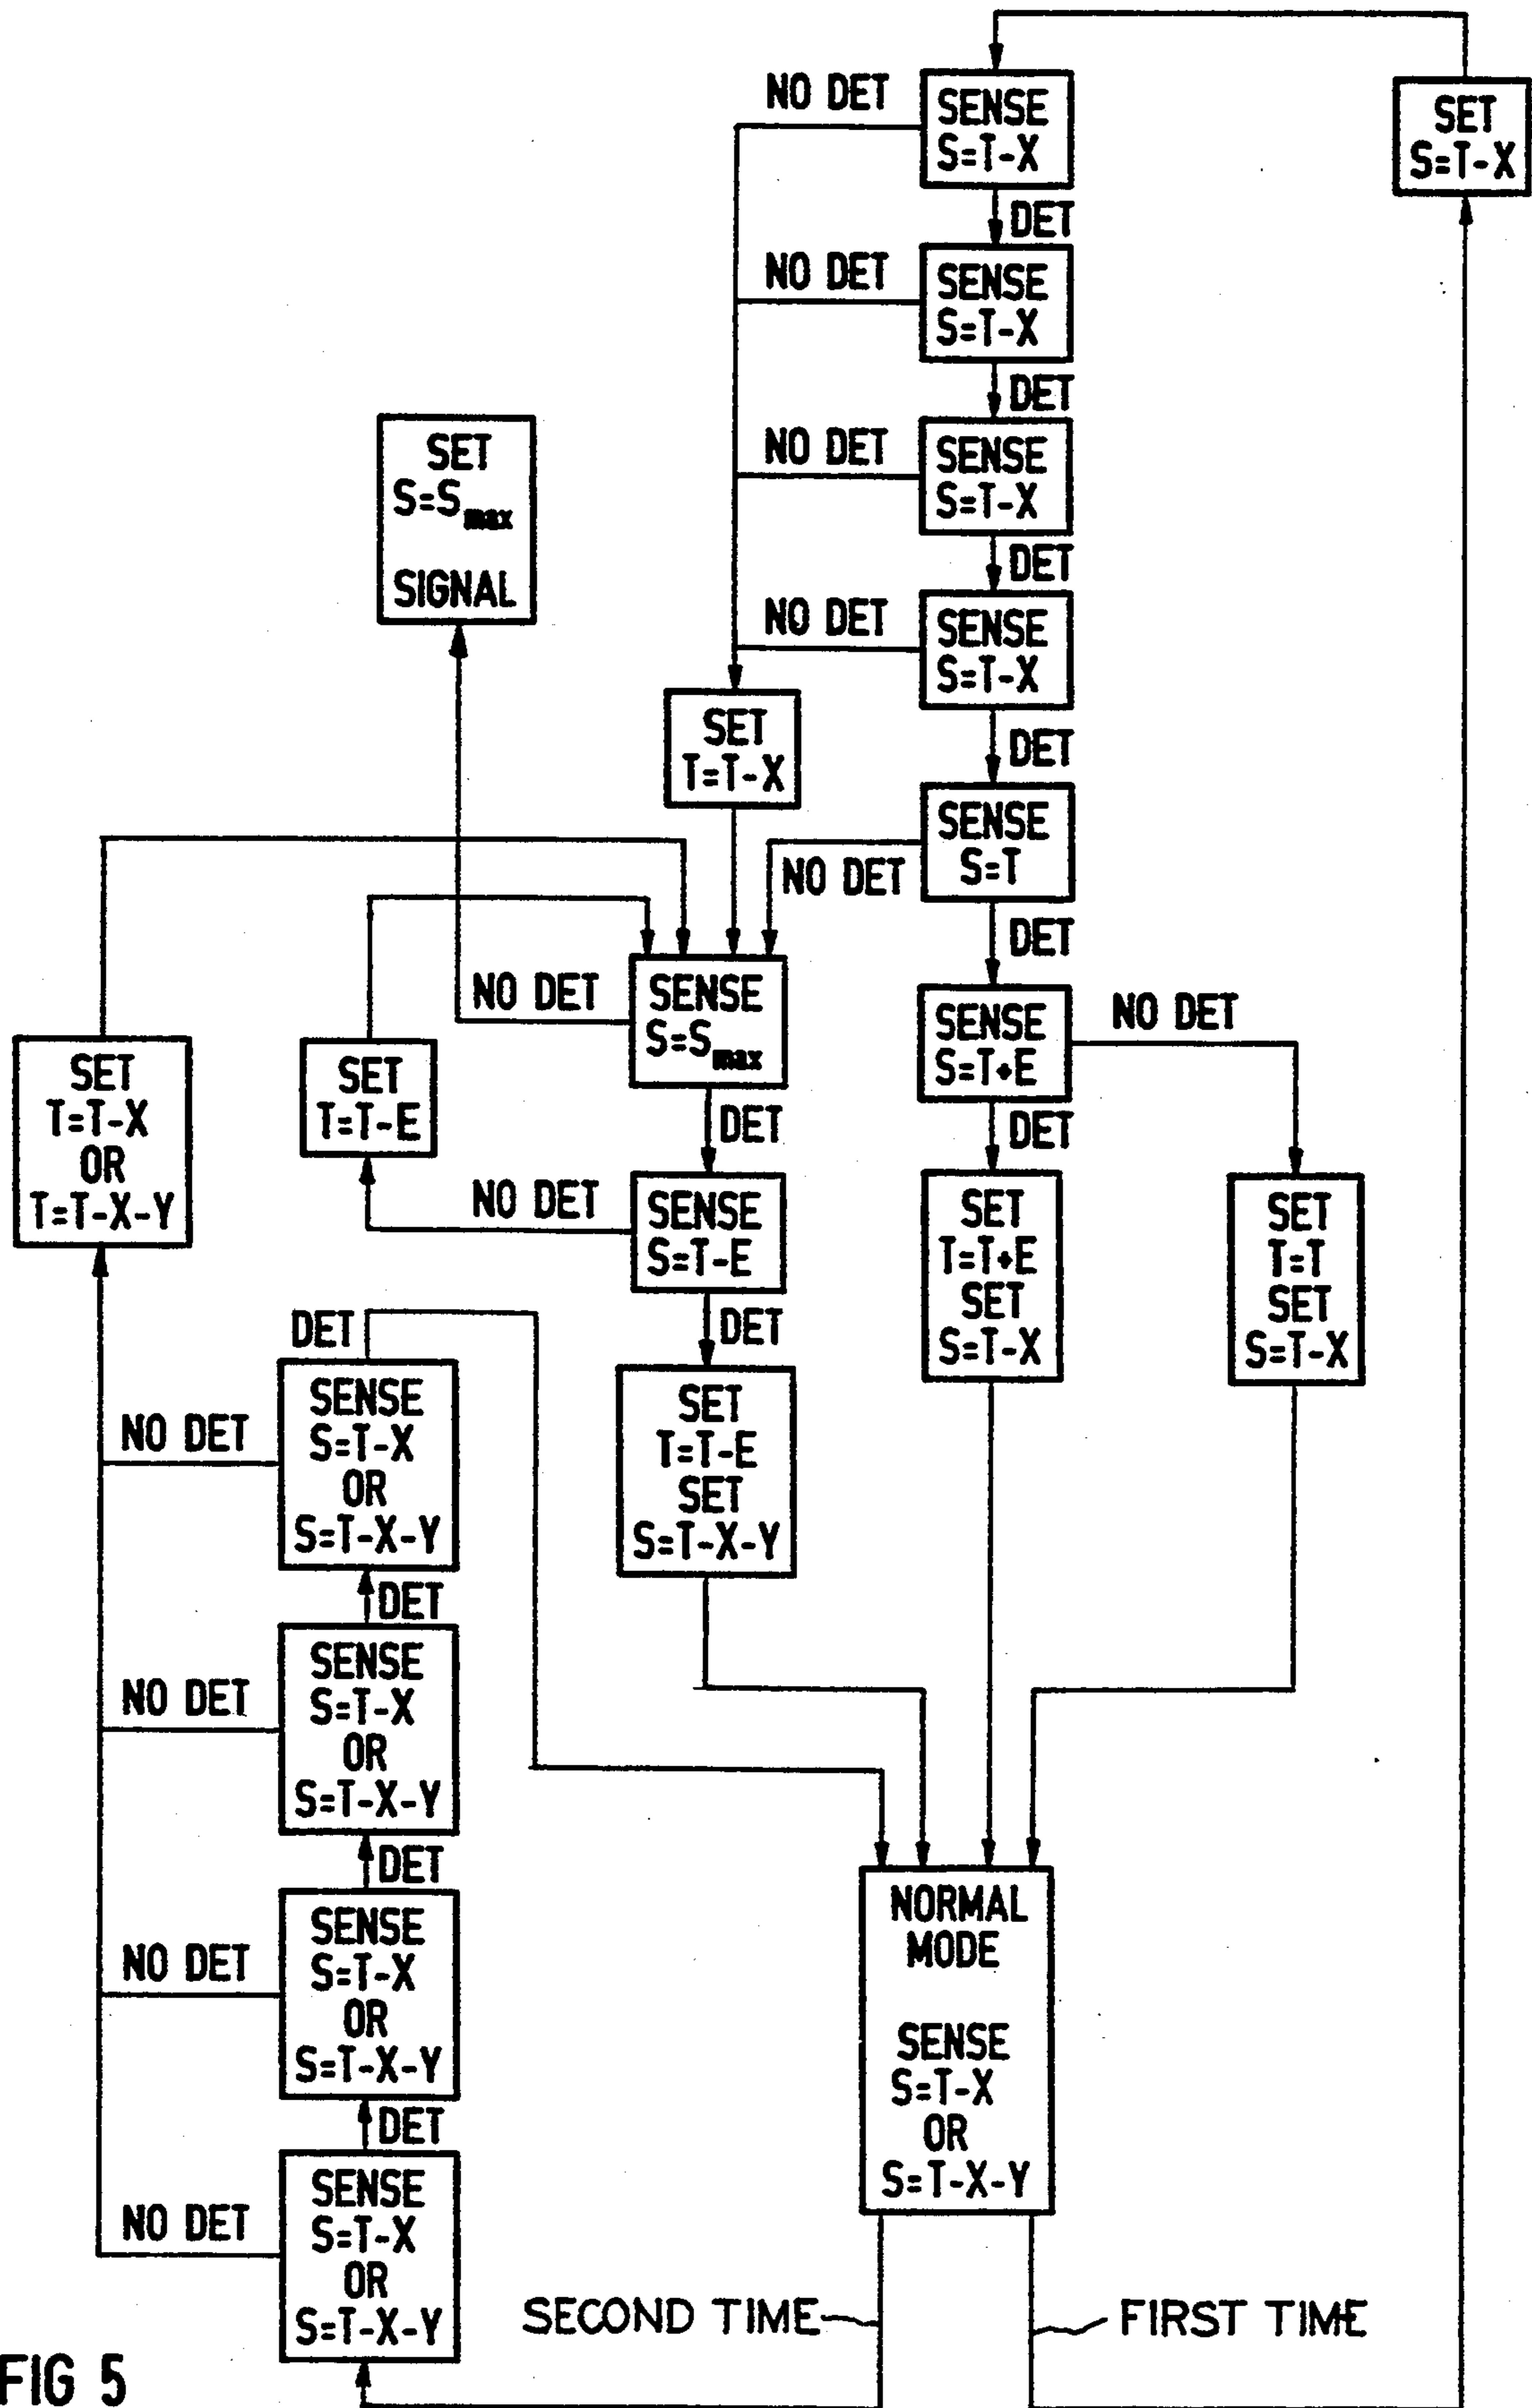 NO DET
SENSE
S=T-X
SET
S=T-X
DET
NO DET
SENSE
S=T-X
DET
NO DET
SENSE
S=T-X
SET
S=Smax
SIGNAL
DET
NO DET
SENSE
S=T-X
SET
T=T-X
DET
SENSE
S=T
NO DET
DET
NO DET
SENSE
S=Smax
SENSE
S=T+E
NO DET
SET
T=T-X
OR
T=T-X-Y
SET
T=T-E
DET
DET
NO DET
SENSE
S=T-E
SET
T=T+E
SET
S=T-X
SET
T=T
SET
S=T-X
DET
DET
NO DET
SENSE
S=T-X
OR
S=T-X-Y
SET
T=T-E
SET
S=T-X-Y
DET
NO DET
SENSE
S=T-X
OR
S=T-X-Y
DET
NO DET
SENSE
S=T-X
OR
S=T-X-Y
NORMAL
MODE
SENSE
S=T-X
OR
S=T-X-Y
DET
NO DET
SENSE
S=T-X
OR
S=T-X-Y
SECOND TIME
FIRST TIME
FIG 5